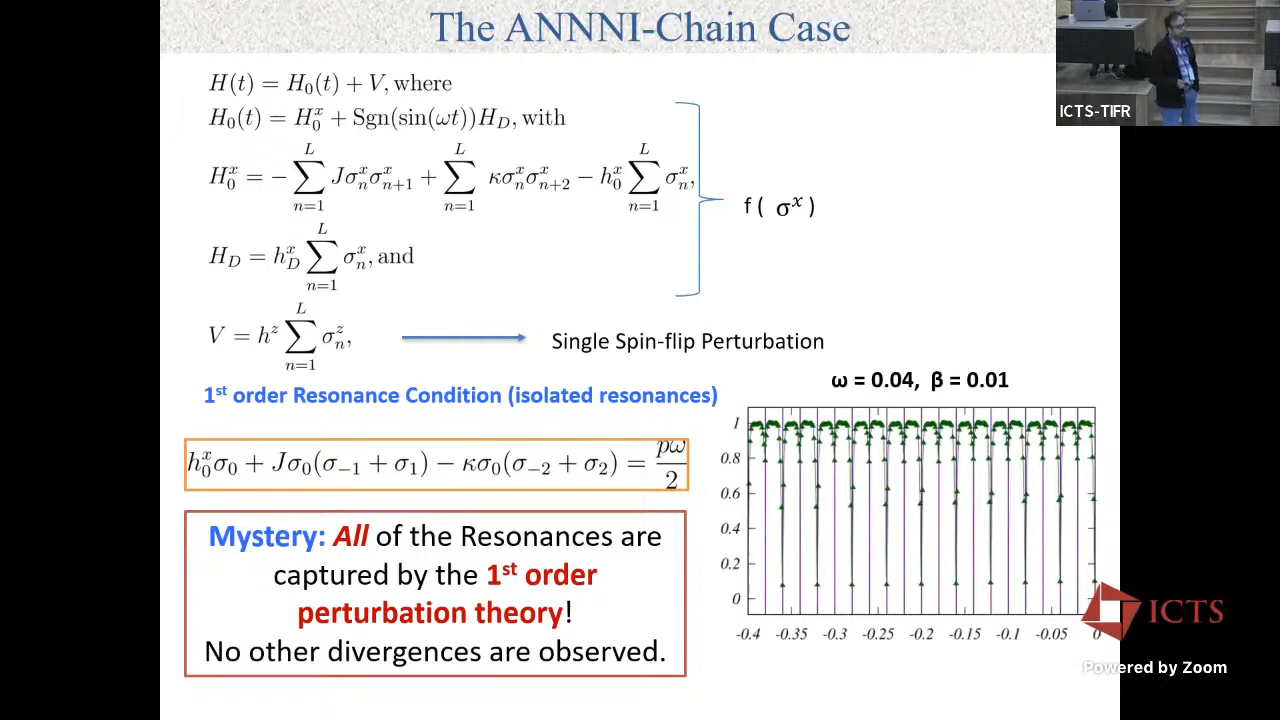 The ANNNI-Chain Case
ICTS-TIFR
H(t) = H₀(t) + V, where
H₀(t) = H₀ˣ + Sgn(sin(ωt))H_D, with
H₀ˣ = − ∑ₙ₌₁ᴸ Jσₙˣσₙ₊₁ˣ + ∑ₙ₌₁ᴸ κσₙˣσₙ₊₂ˣ − h₀ˣ ∑ₙ₌₁ᴸ σₙˣ,
f ( σˣ )
H_D = h_Dˣ ∑ₙ₌₁ᴸ σₙˣ, and
V = hᶻ ∑ₙ₌₁ᴸ σₙᶻ,
Single Spin-flip Perturbation
1st order Resonance Condition (isolated resonances)
h₀ˣσ₀ + Jσ₀(σ₋₁ + σ₁) − κσ₀(σ₋₂ + σ₂) = pω/2
Mystery: All of the Resonances are
captured by the 1st order
perturbation theory!
No other divergences are observed.
ω = 0.04, β = 0.01
1
0.8
0.6
0.4
0.2
0
-0.4 -0.35 -0.3 -0.25 -0.2 -0.15 -0.1 -0.05 0
ICTS
Powered by Zoom